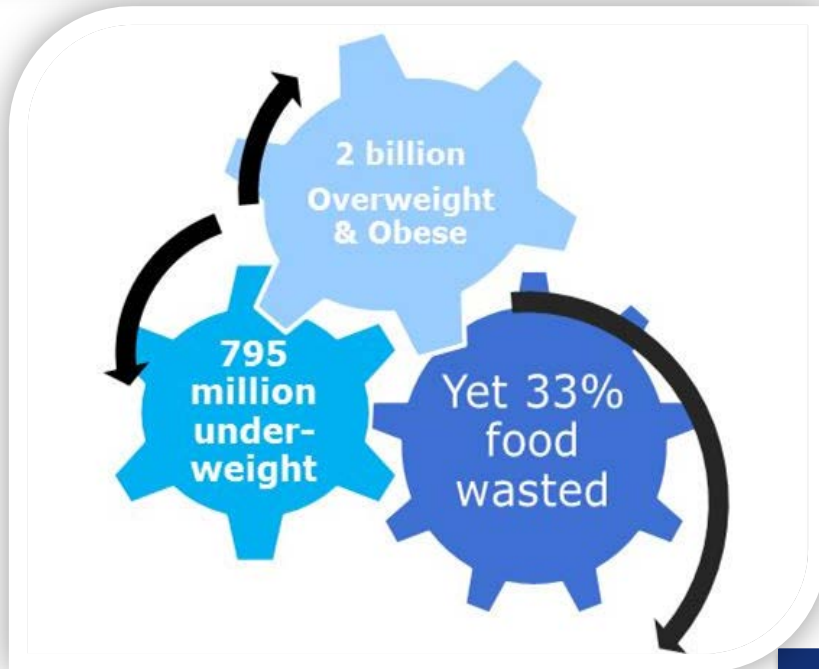 2 billion
Overweight
& Obese
795
million
under-
weight
Yet 33%
food
wasted